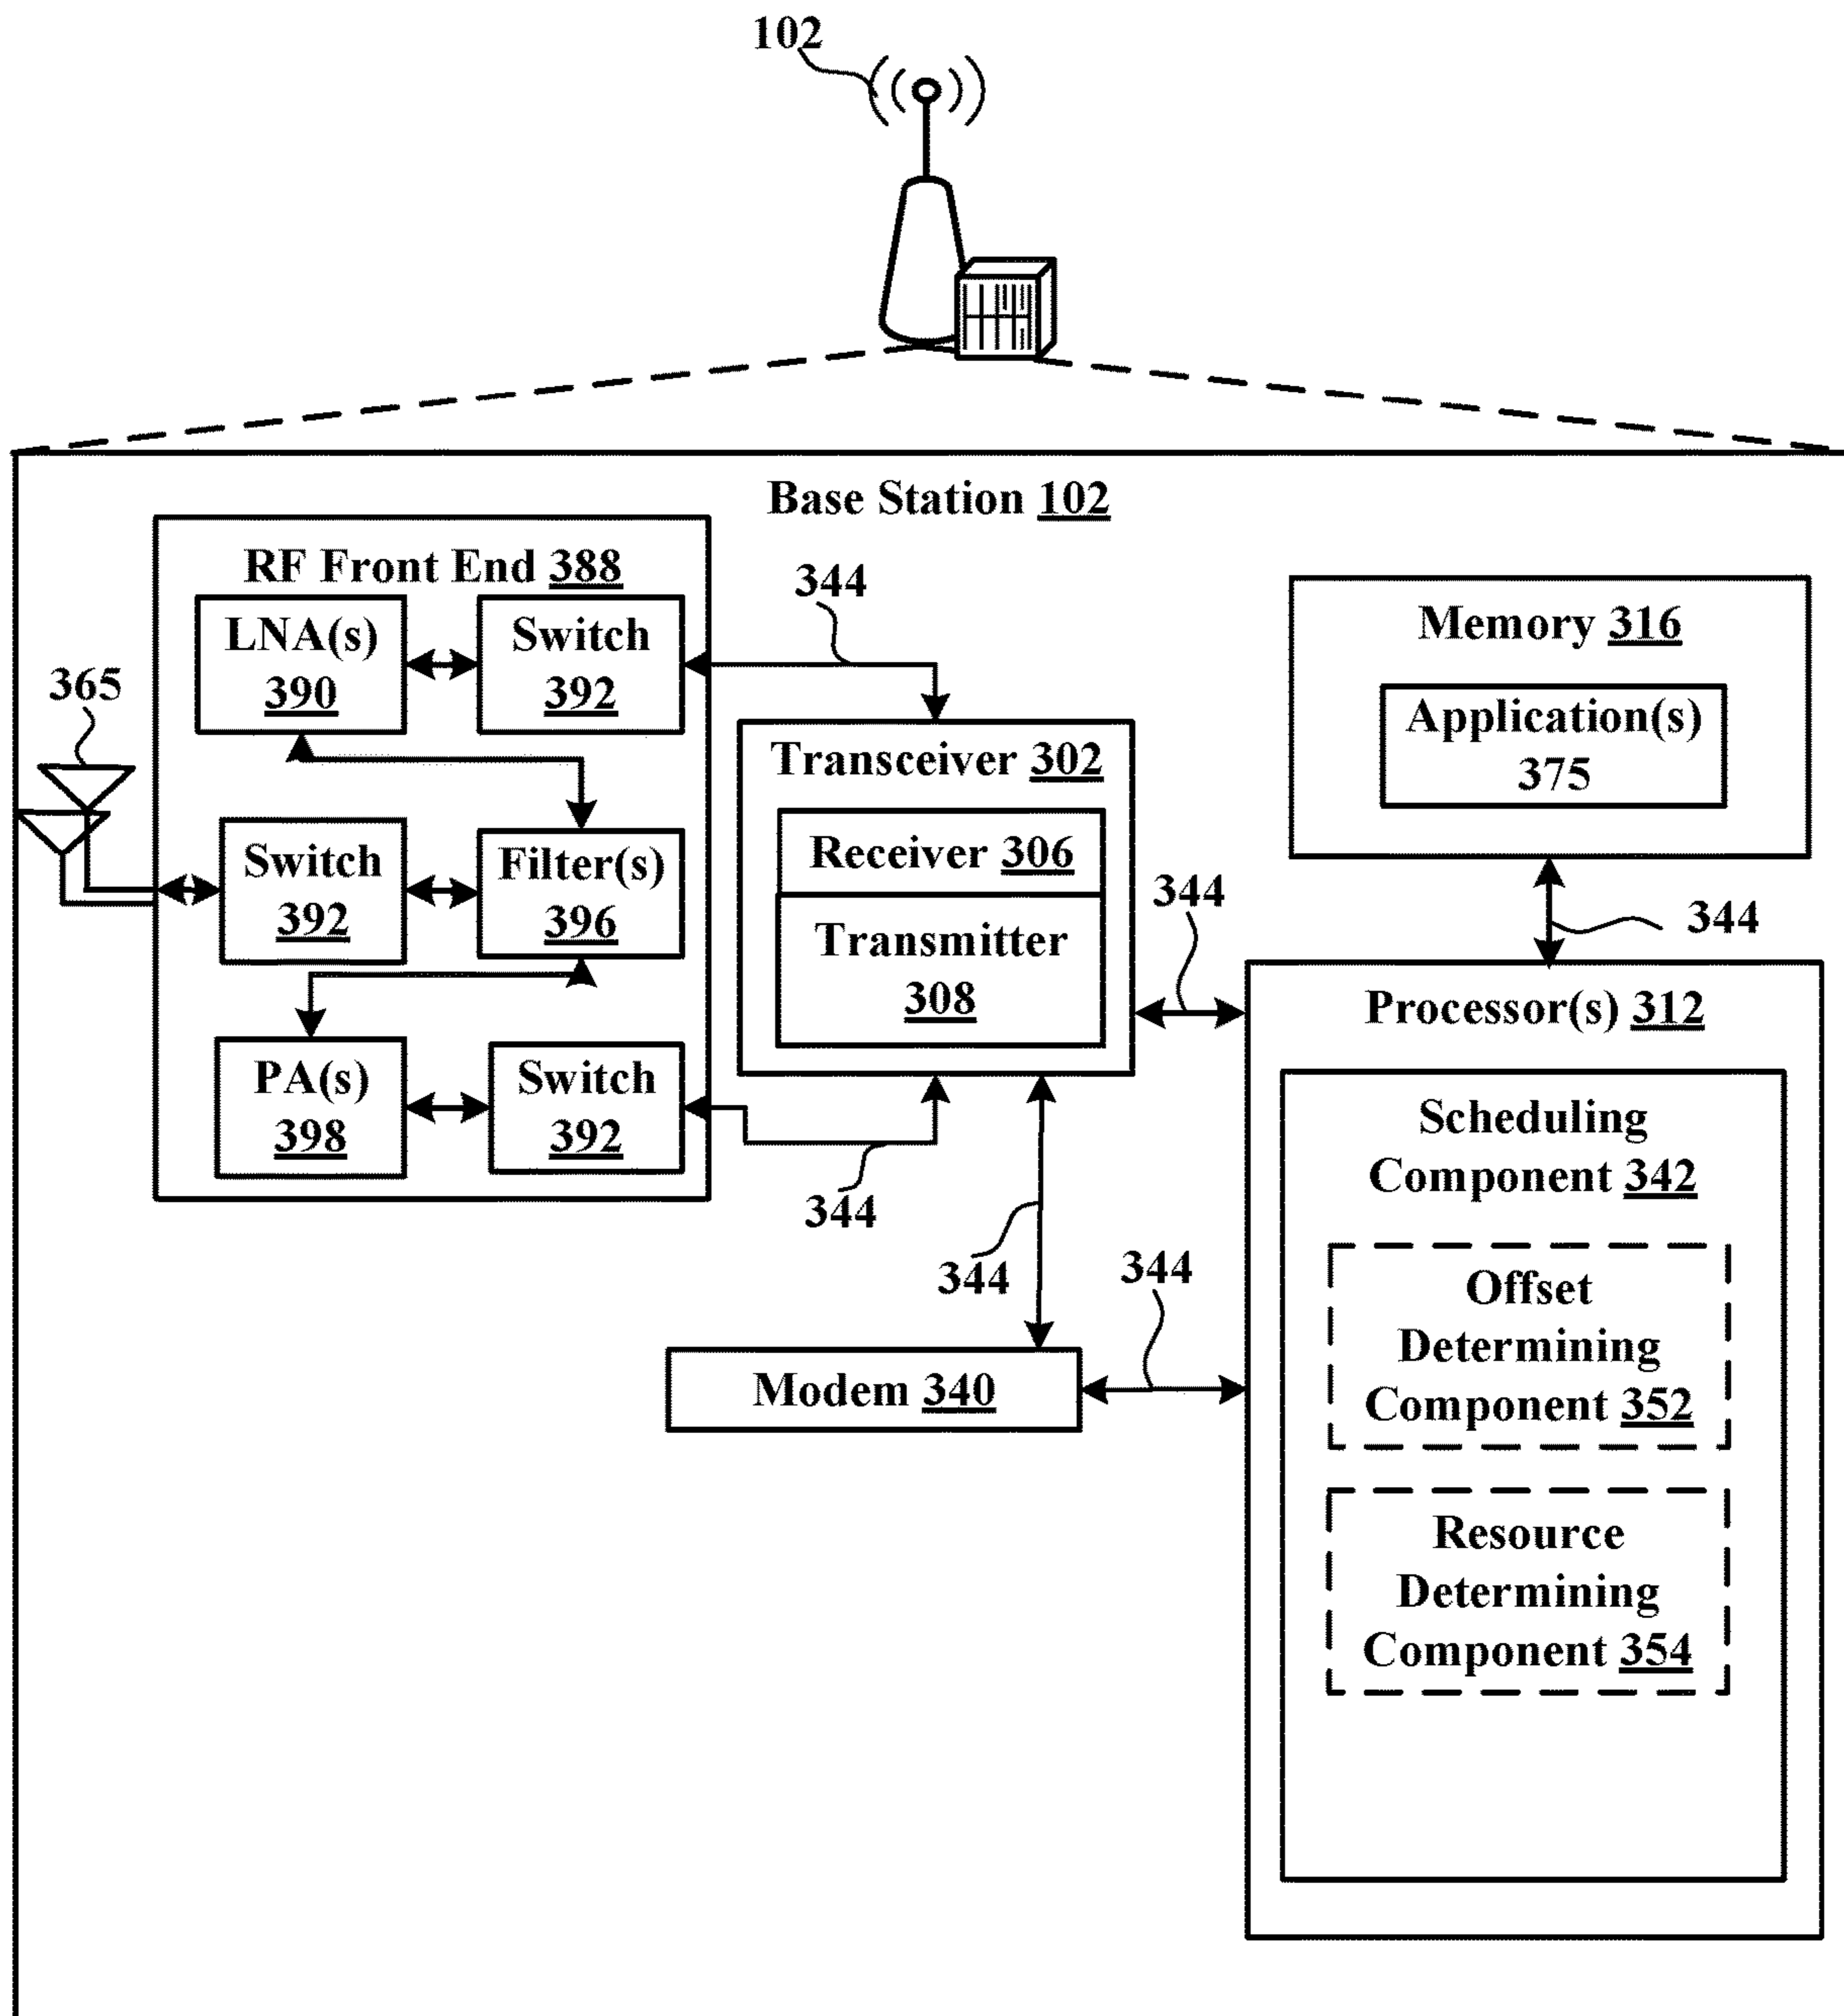 102
Base Station 102
RF Front End 388
LNA(s)
390
Switch
392
344
365
Switch
392
Filter(s)
396
PA(s)
398
Switch
392
344
Transceiver 302
Receiver 306
Transmitter
308
344
344
Modem 340
344
Memory 316
Application(s)
375
344
Processor(s) 312
Scheduling
Component 342
Offset
Determining
Component 352
Resource
Determining
Component 354